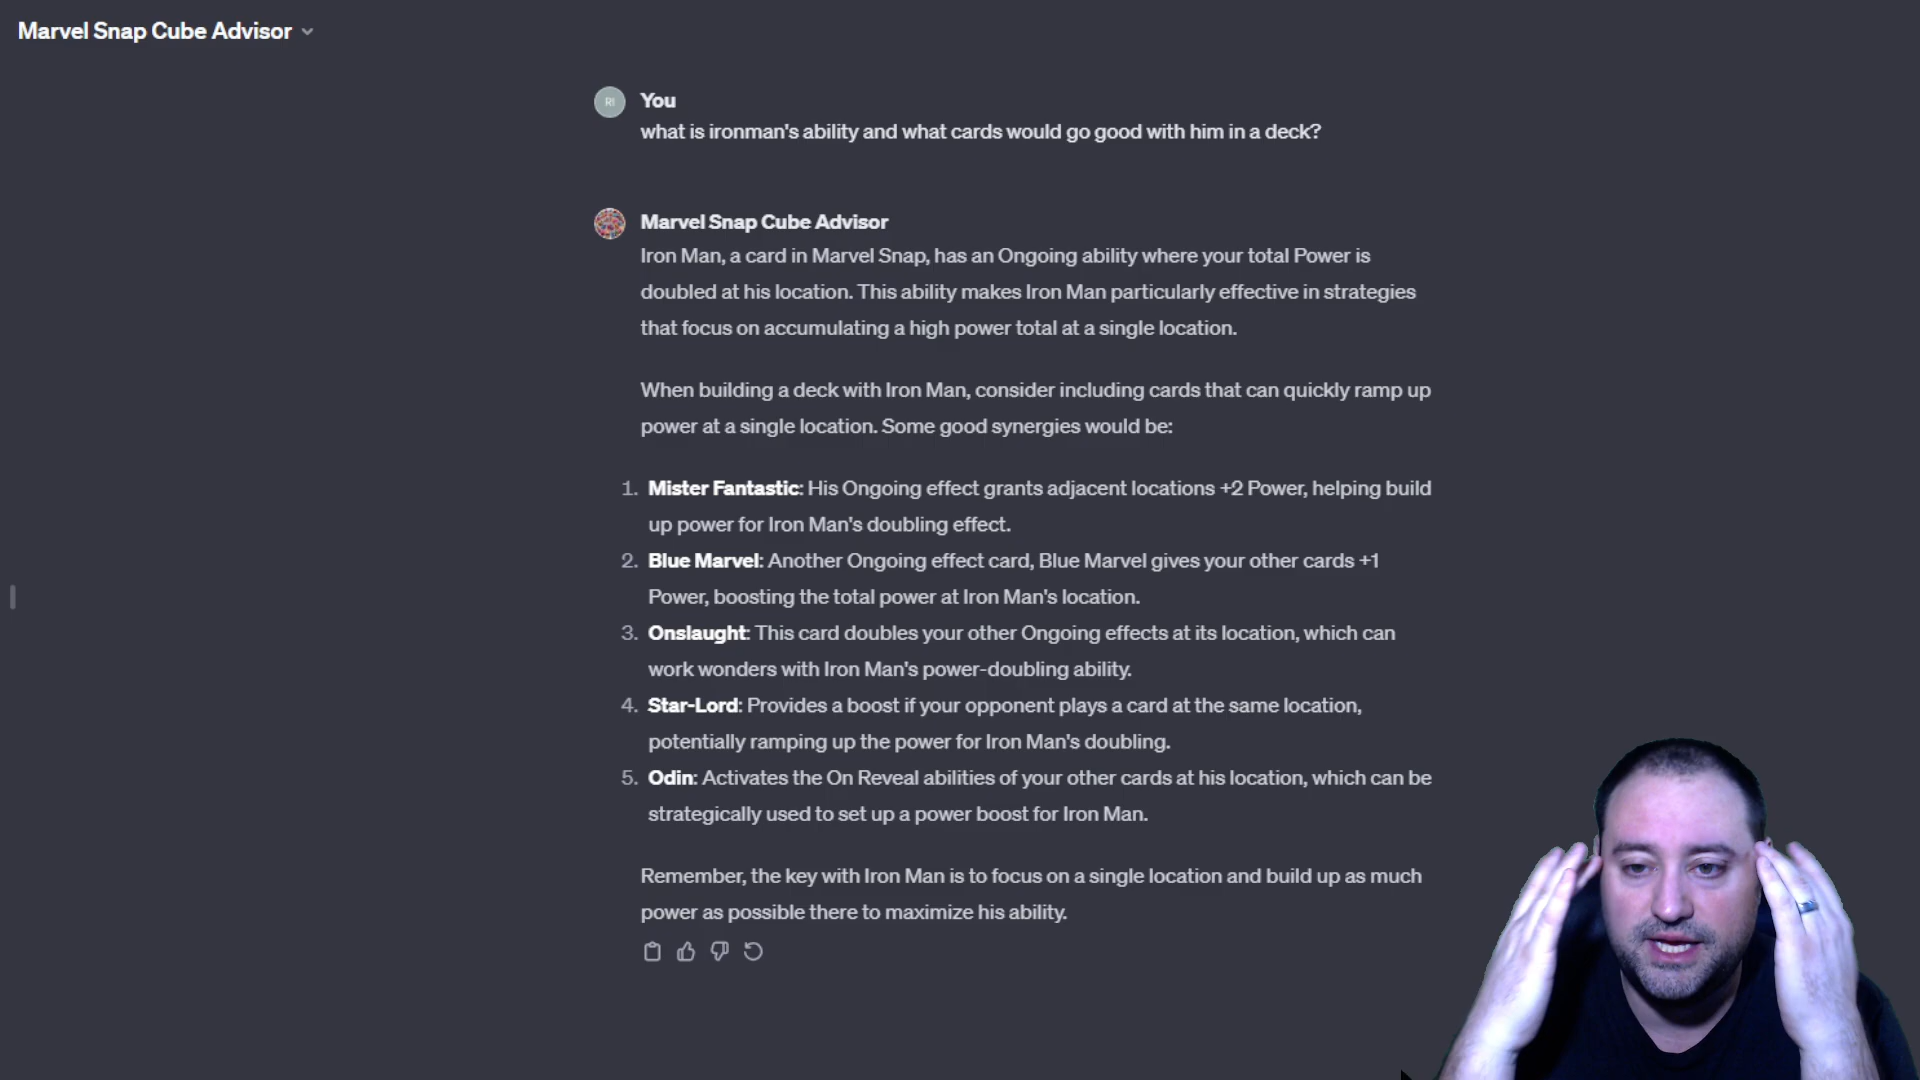 Marvel Snap Cube Advisor
RI
You
what is ironman's ability and what cards would go good with him in a deck?
Marvel Snap Cube Advisor
Iron Man, a card in Marvel Snap, has an Ongoing ability where your total Power is
doubled at his location. This ability makes Iron Man particularly effective in strategies
that focus on accumulating a high power total at a single location.
When building a deck with Iron Man, consider including cards that can quickly ramp up
power at a single location. Some good synergies would be:
1. Mister Fantastic: His Ongoing effect grants adjacent locations +2 Power, helping build
up power for Iron Man's doubling effect.
2. Blue Marvel: Another Ongoing effect card, Blue Marvel gives your other cards +1
Power, boosting the total power at Iron Man's location.
3. Onslaught: This card doubles your other Ongoing effects at its location, which can
work wonders with Iron Man's power-doubling ability.
4. Star-Lord: Provides a boost if your opponent plays a card at the same location,
potentially ramping up the power for Iron Man's doubling.
5. Odin: Activates the On Reveal abilities of your other cards at his location, which can be
strategically used to set up a power boost for Iron Man.
Remember, the key with Iron Man is to focus on a single location and build up as much
power as possible there to maximize his ability.